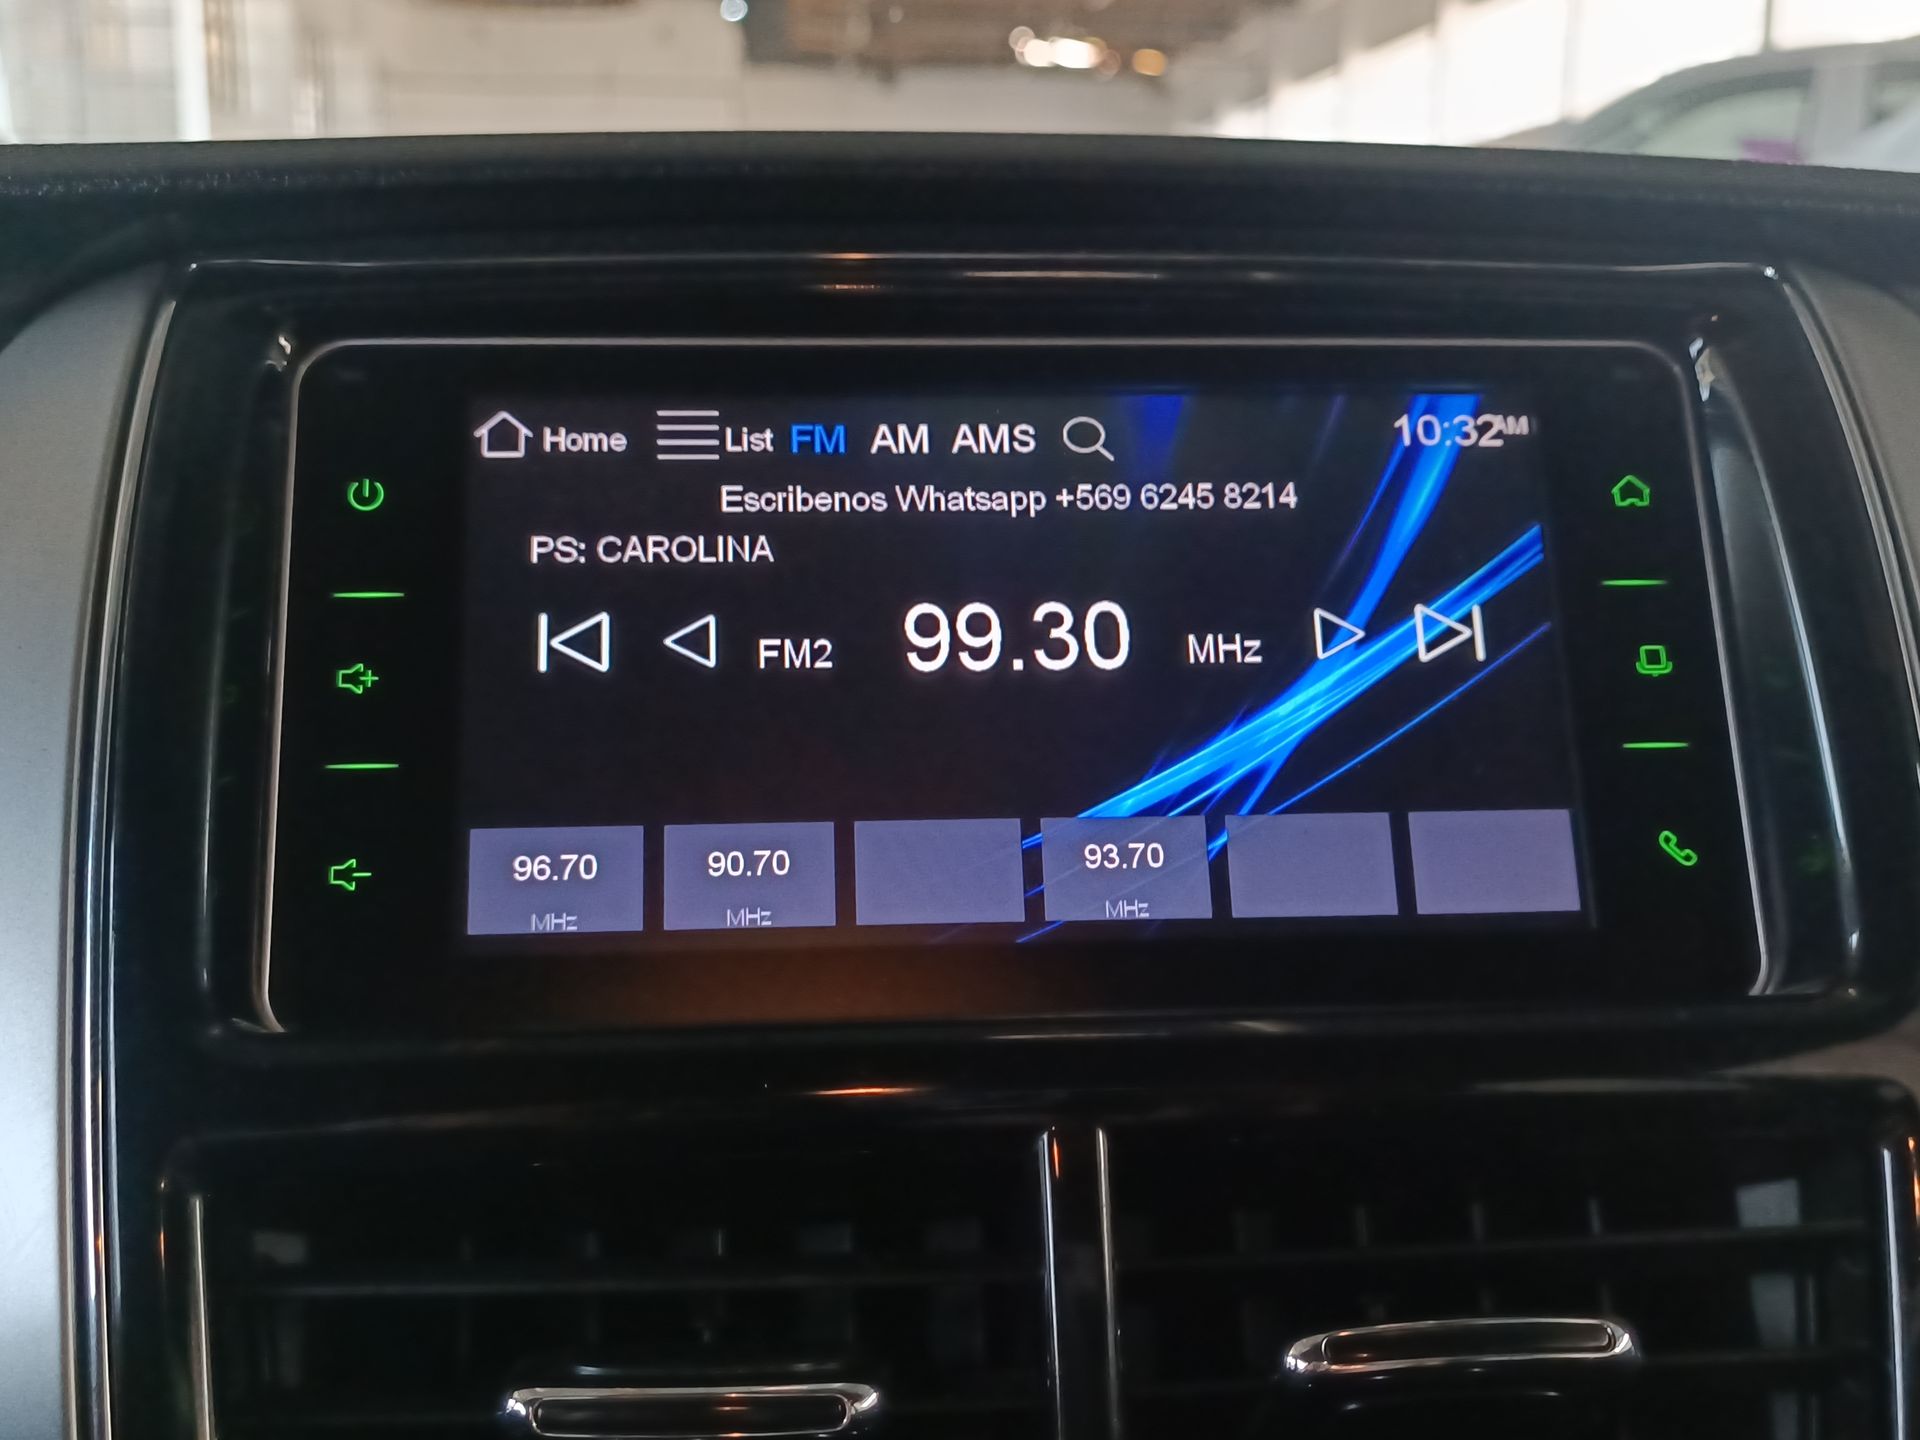 Home List FM AM AMS 10:32AM
Escribenos Whatsapp +569 6245 8214
PS: CAROLINA
FM2 99.30 MHz
96.70 90.70 93.70
MHz MHz MHz